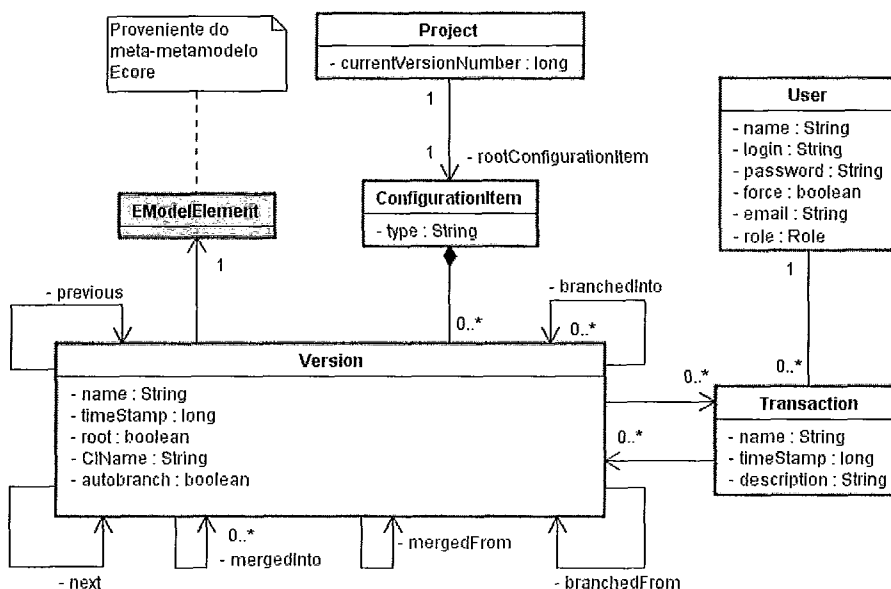 Proveniente do
meta-metamodelo
Ecore
Project
- currentVersionNumber : long
1
1
- rootConfigurationItem
User
- name : String
- login : String
- password : String
- force : boolean
- email : String
- role : Role
1
EModelElement
1
ConfigurationItem
- type : String
- previous
- branchedInto
0..*
0..*
Version
- name : String
- timeStamp : long
- root : boolean
- CIName : String
- autobranch : boolean
0..*
0..*
0..*
Transaction
- name : String
- timeStamp : long
- description : String
- next
0..*
- mergedInto
- mergedFrom
- branchedFrom